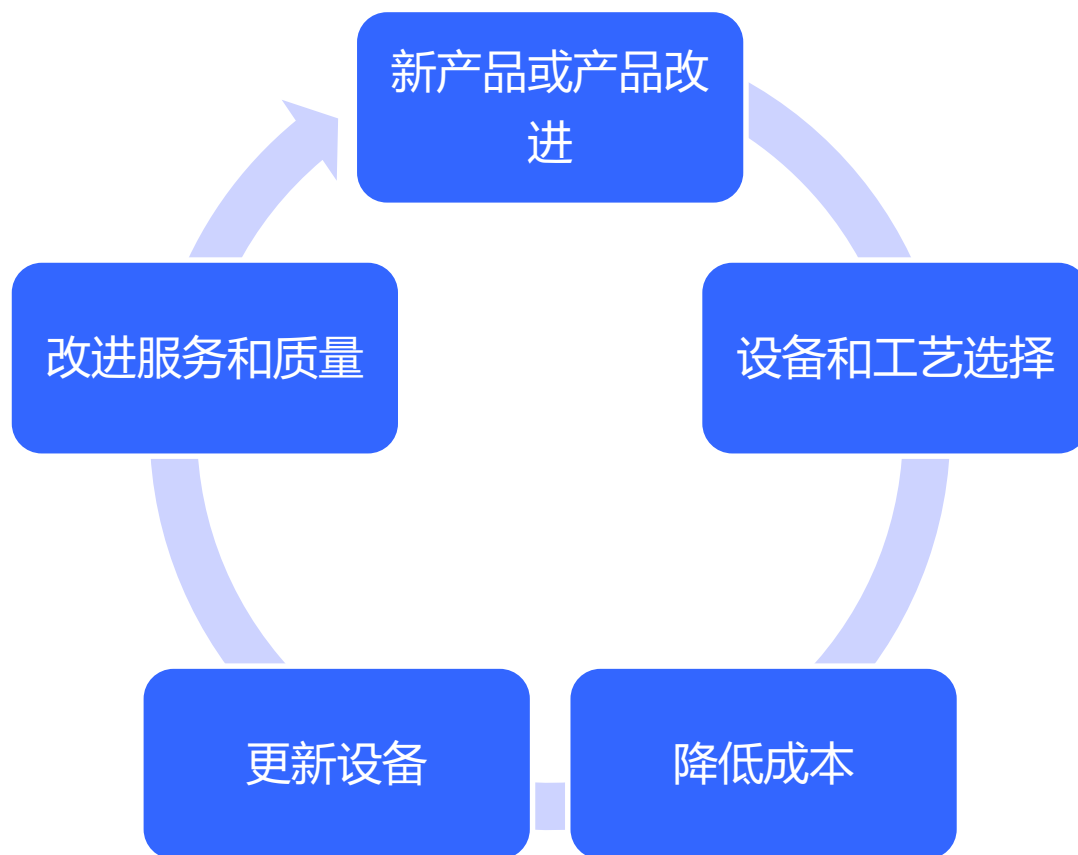 新产品或产品改
进
设备和工艺选择
降低成本
更新设备
改进服务和质量